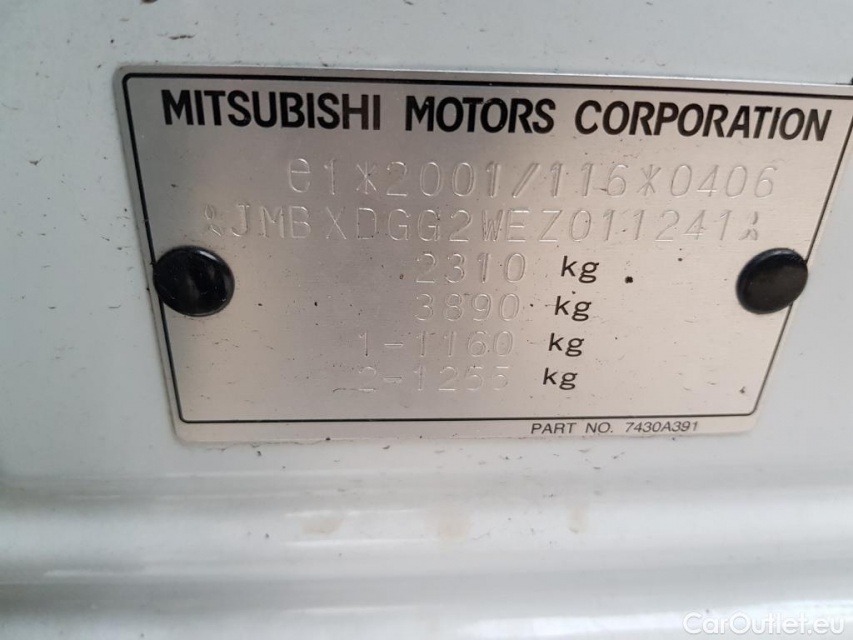 MITSUBISHI MOTORS CORPORATION
e1*2001/116*0406
JMBXDGG2WEZ011241
2310 kg
3890 kg
1-1160 kg
2-1255 kg
PART NO. 7430A391
CarOutlet.eu